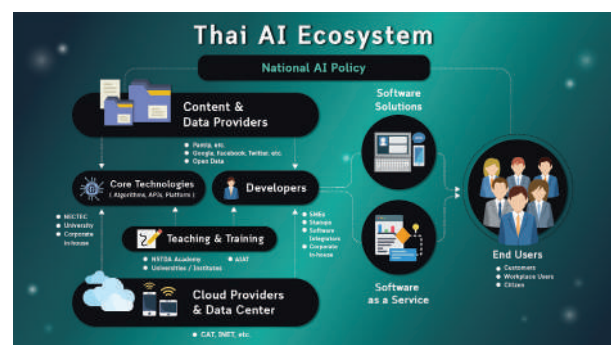 Thai AI Ecosystem
National AI Policy
Content &
Data Providers
Pantip, etc.
Google, Facebook, Twitter, etc.
Open Data
Core Technologies
( Algorithms, APIs, Platform )
Developers
NECTEC
University
Corporate
In-house
SMEs
Startups
Software
Integrators
Corporate
In-house
Teaching & Training
NSTDA Academy
Universities / Institutes
AIAT
Cloud Providers
& Data Center
CAT, INET, etc.
Software
Solutions
Software
as a Service
End Users
Customers
Workplace Users
Citizen